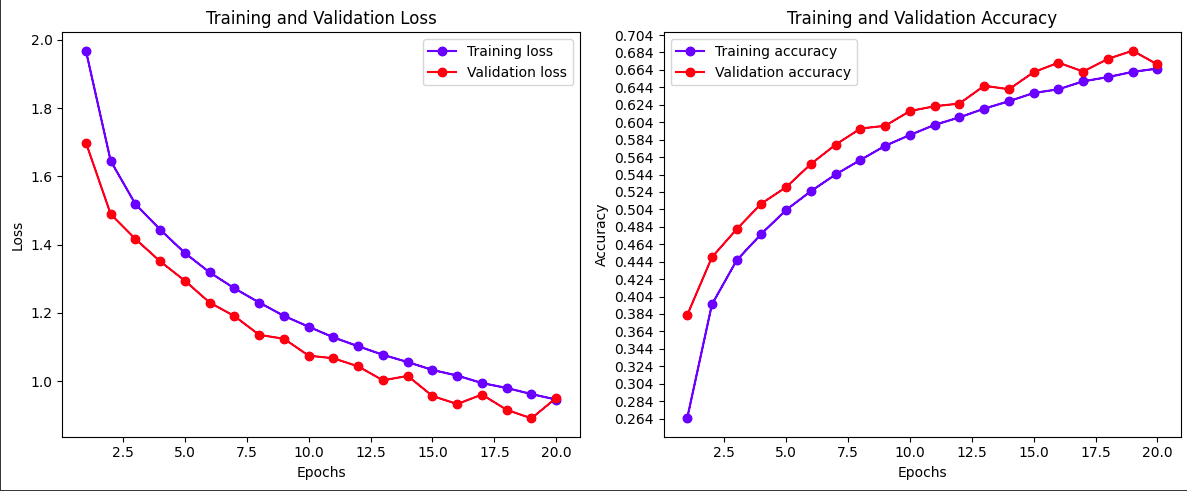 Training and Validation Loss
Training loss
Validation loss
2.0
1.8
1.6
1.4
1.2
1.0
Loss
2.5 5.0 7.5 10.0 12.5 15.0 17.5 20.0
Epochs
Training and Validation Accuracy
Training accuracy
Validation accuracy
0.704
0.684
0.664
0.644
0.624
0.604
0.584
0.564
0.544
0.524
0.504
0.484
0.464
0.444
0.424
0.404
0.384
0.364
0.344
0.324
0.304
0.284
0.264
Accuracy
2.5 5.0 7.5 10.0 12.5 15.0 17.5 20.0
Epochs